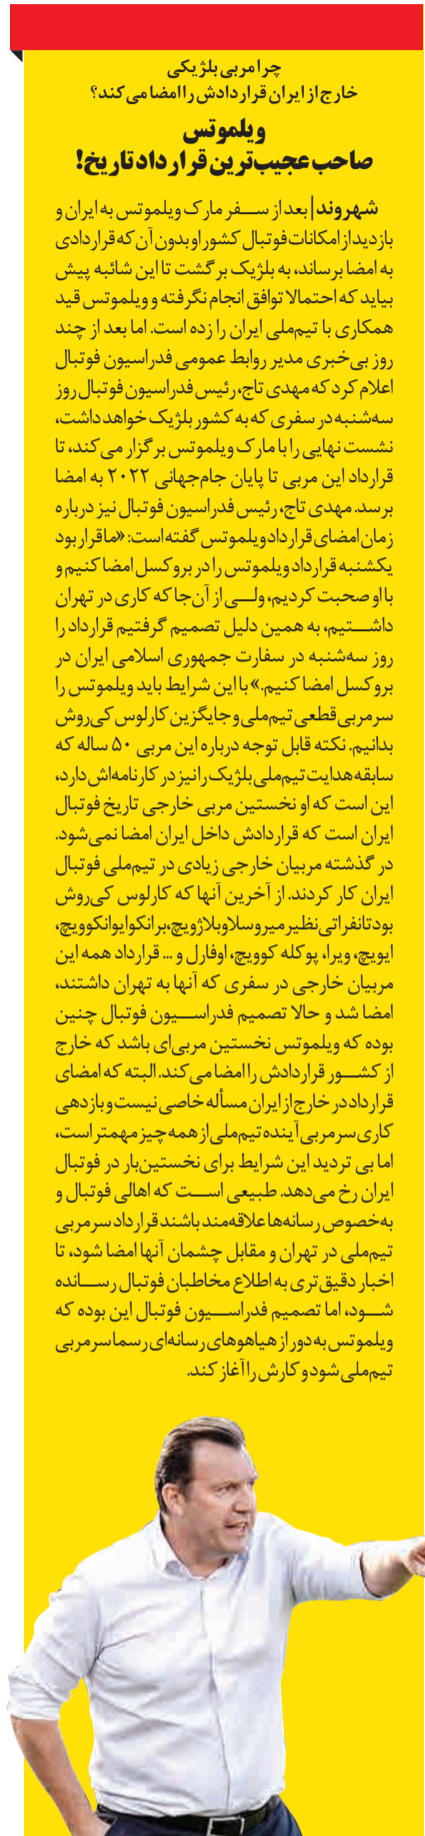 چرا مربی بلژیکی
خارج از ایران قراردادش را امضا می‌کند؟
ویلموتس
صاحب عجیب‌ترین قرارداد تاریخ!
شهروند| بعد از سفر مارک ویلموتس به ایران و
بازدید از امکانات فوتبال کشور او بدون آن که قراردادی
به امضا برساند، به بلژیک برگشت تا این شائبه پیش
بیاید که احتمالا توافق انجام نگرفته و ویلموتس قید
همکاری با تیم‌ملی ایران را زده است. اما بعد از چند
روز بی‌خبری مدیر روابط عمومی فدراسیون فوتبال
اعلام کرد که مهدی تاج، رئیس فدراسیون فوتبال روز
سه‌شنبه در سفری که به کشور بلژیک خواهد داشت،
نشست نهایی را با مارک ویلموتس برگزار می‌کند، تا
قرارداد این مربی تا پایان جام‌جهانی ۲۰۲۲ به امضا
برسد. مهدی تاج، رئیس فدراسیون فوتبال نیز درباره
زمان امضای قرارداد ویلموتس گفته است: «ما قرار بود
یکشنبه قرارداد ویلموتس را در بروکسل امضا کنیم و
با او صحبت کردیم، ولی از آن‌جا که کاری در تهران
داشتیم، به همین دلیل تصمیم گرفتیم قرارداد را
روز سه‌شنبه در سفارت جمهوری اسلامی ایران در
بروکسل امضا کنیم.» با این شرایط باید ویلموتس را
سرمربی قطعی تیم‌ملی و جایگزین کارلوس کی‌روش
بدانیم. نکته قابل توجه درباره این مربی ۵۰ ساله که
سابقه هدایت تیم‌ملی بلژیک را نیز در کارنامه‌اش دارد،
این است که او نخستین مربی خارجی تاریخ فوتبال
ایران است که قراردادش داخل ایران امضا نمی‌شود.
در گذشته مربیان خارجی زیادی در تیم‌ملی فوتبال
ایران کار کردند. از آخرین آنها که کارلوس کی‌روش
بود تا نفراتی نظیر میروسلاو بلاژویچ، برانکو ایوانکوویچ،
ایویچ، ویرا، پوکله کوویچ، اوفارل و ... قرارداد همه این
مربیان خارجی در سفری که آنها به تهران داشتند،
امضا شد و حالا تصمیم فدراسیون فوتبال چنین
بوده که ویلموتس نخستین مربی‌ای باشد که خارج
از کشور قراردادش را امضا می‌کند. البته که امضای
قرارداد در خارج از ایران مسأله خاصی نیست و بازدهی
کاری سرمربی آینده تیم‌ملی از همه چیز مهمتر است،
اما بی تردید این شرایط برای نخستین‌بار در فوتبال
ایران رخ می‌دهد. طبیعی است که اهالی فوتبال و
به‌خصوص رسانه‌ها علاقه‌مند باشند قرارداد سرمربی
تیم‌ملی در تهران و مقابل چشمان آنها امضا شود، تا
اخبار دقیق‌تری به اطلاع مخاطبان فوتبال رسانده
شود، اما تصمیم فدراسیون فوتبال این بوده که
ویلموتس به دور از هیاهوهای رسانه‌ای رسما سرمربی
تیم‌ملی شود و کارش را آغاز کند.